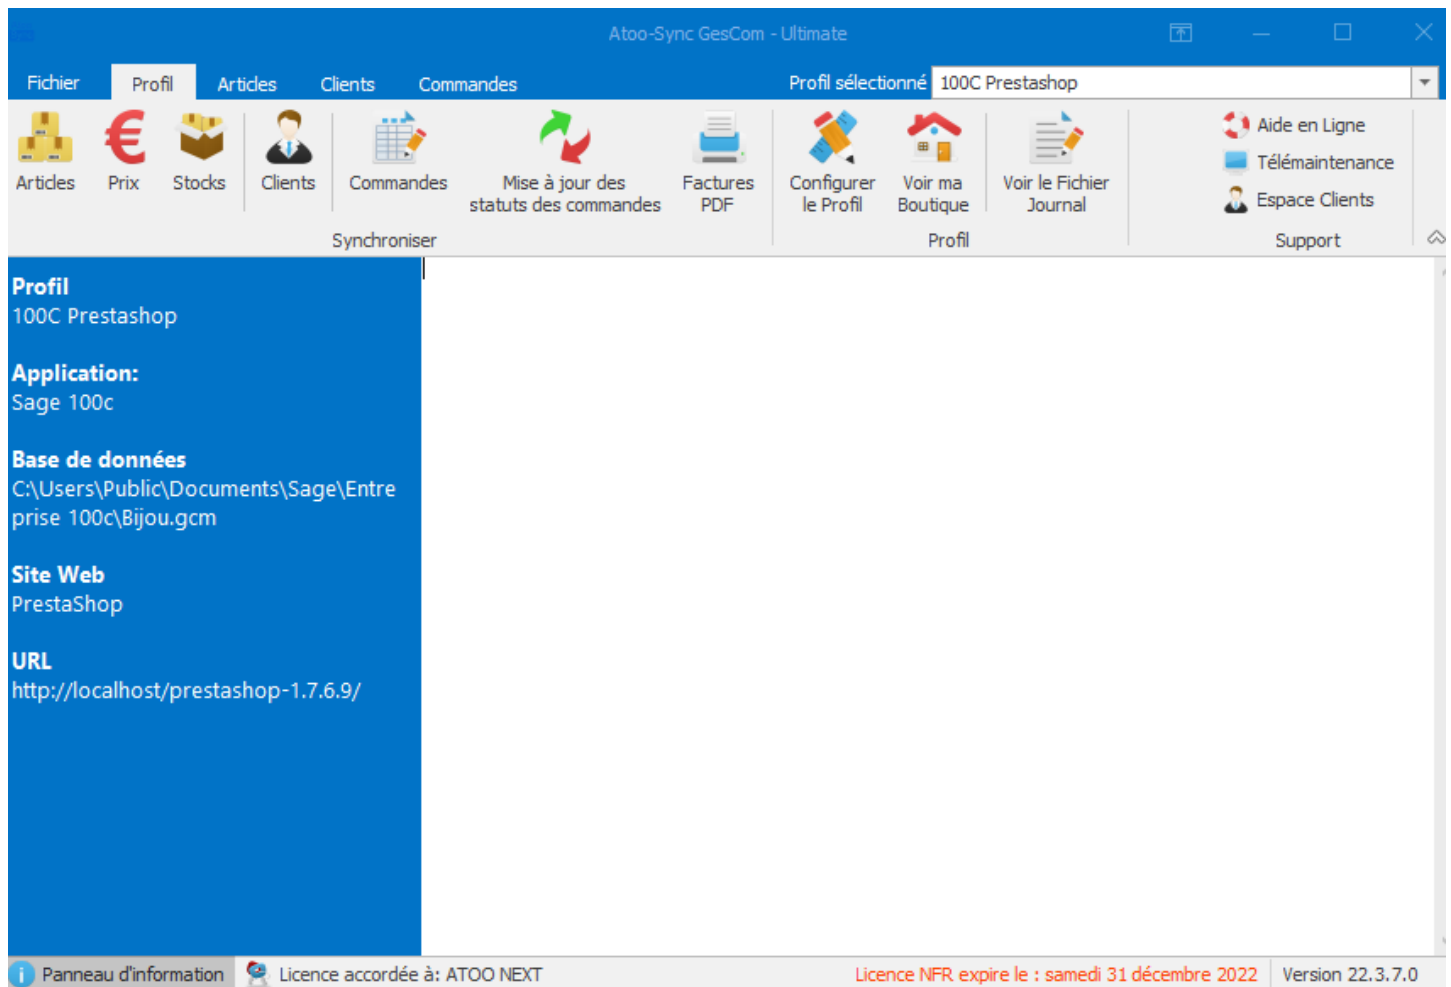 Atoo-Sync GesCom - Ultimate
Fichier Profil Articles Clients Commandes Profil sélectionné 100C Prestashop
Articles Prix Stocks Clients Commandes Mise à jour des statuts des commandes Factures PDF Configurer le Profil Voir ma Boutique Voir le Fichier Journal
Aide en Ligne
Télémaintenance
Espace Clients
Synchroniser Profil Support
Profil
100C Prestashop
Application:
Sage 100c
Base de données
C:\Users\Public\Documents\Sage\Entre
prise 100c\Bijou.gcm
Site Web
PrestaShop
URL
http://localhost/prestashop-1.7.6.9/
Panneau d'information Licence accordée à: ATOO NEXT Licence NFR expire le : samedi 31 décembre 2022 Version 22.3.7.0